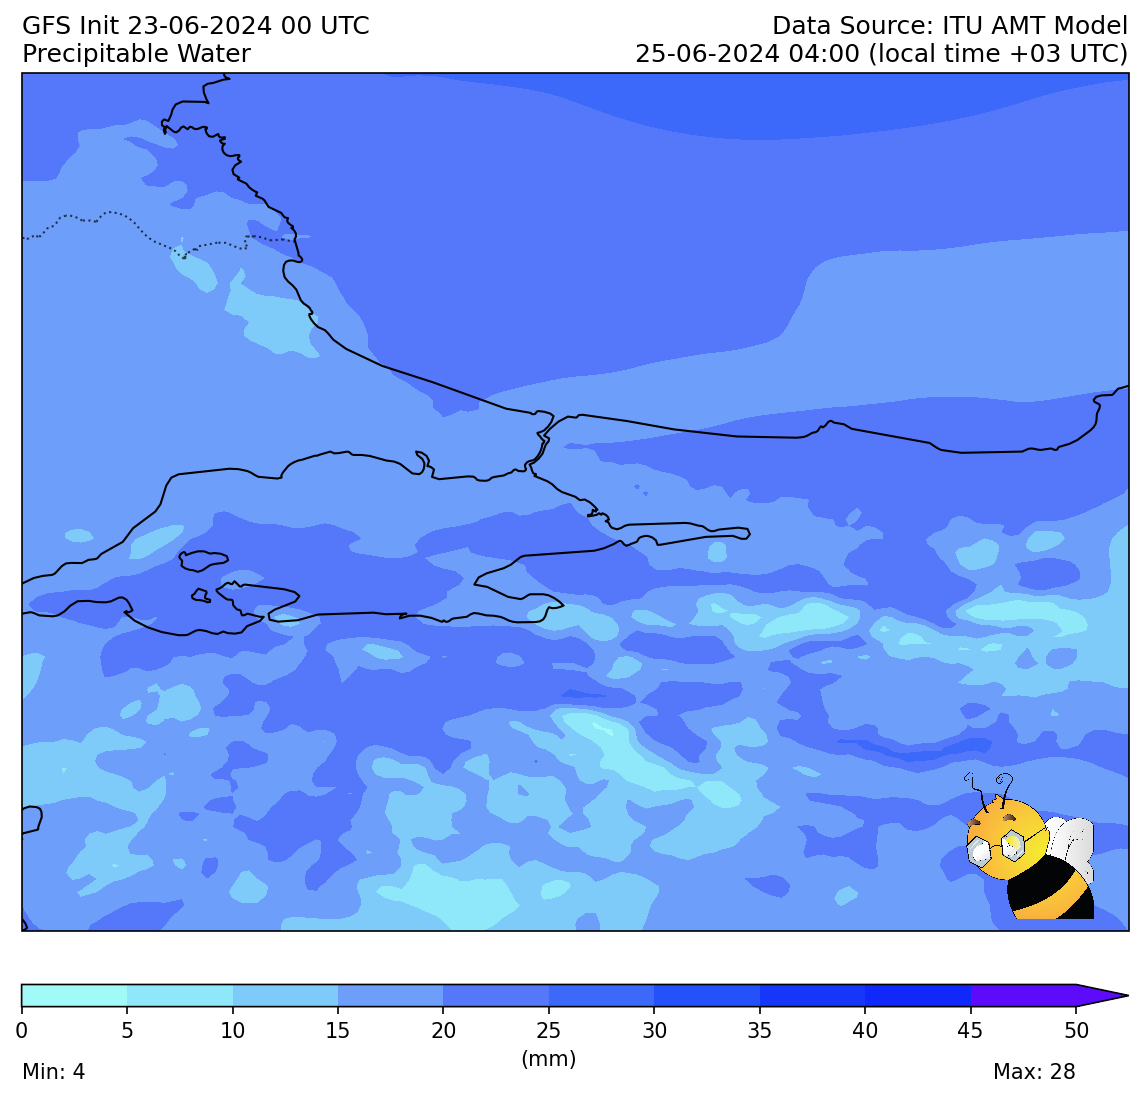 GFS Init 23-06-2024 00 UTC
Data Source: ITU AMT Model
Precipitable Water
25-06-2024 04:00 (local time +03 UTC)
0 5 10 15 20 25 30 35 40 45 50
(mm)
Min: 4
Max: 28